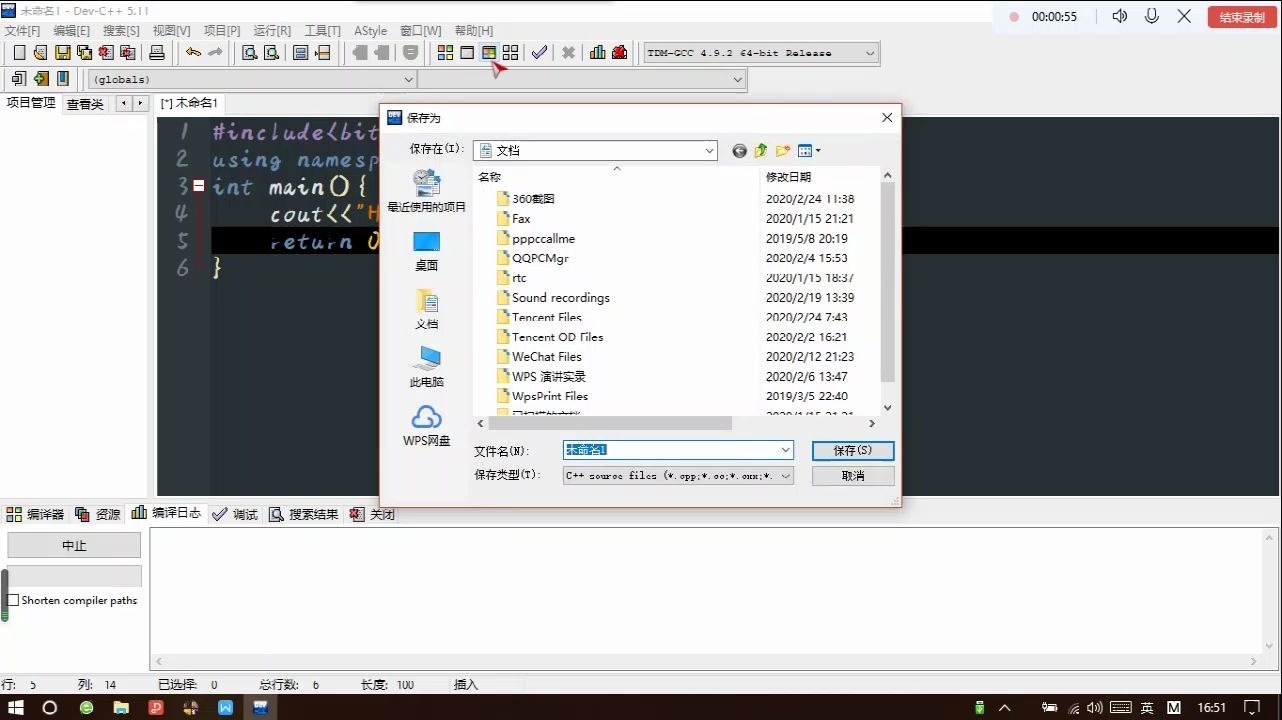 未命名1 - Dev-C++ 5.11
00:00:55
结束录制
文件[F] 编辑[E] 搜索[S] 视图[V] 项目[P] 运行[R] 工具[T] AStyle 窗口[W] 帮助[H]
TDM-GCC 4.9.2 64-bit Release
(globals)
项目管理 查看类
[*] 未命名1
1 #include<bit
2 using namesp
3 int main(){
4 cout<<"H
5 return 0
6 }
保存为
保存在(I): 文档
最近使用的项目
桌面
文档
此电脑
WPS网盘
名称 修改日期
360截图 2020/2/24 11:38
Fax 2020/1/15 21:21
pppccallme 2019/5/8 20:19
QQPCMgr 2020/2/4 15:53
rtc 2020/1/15 18:37
Sound recordings 2020/2/19 13:39
Tencent Files 2020/2/24 7:43
Tencent OD Files 2020/2/2 16:21
WeChat Files 2020/2/12 21:23
WPS 演讲实录 2020/2/6 13:47
WpsPrint Files 2019/3/5 22:40
文件名(N): 未命名1 保存(S)
保存类型(T): C++ source files (*.cpp;*.cc;*.cxx;*. 取消
编译器 资源 编译日志 调试 搜索结果 关闭
中止
Shorten compiler paths
行: 5 列: 14 已选择: 0 总行数: 6 长度: 100 插入
英 M 16:51